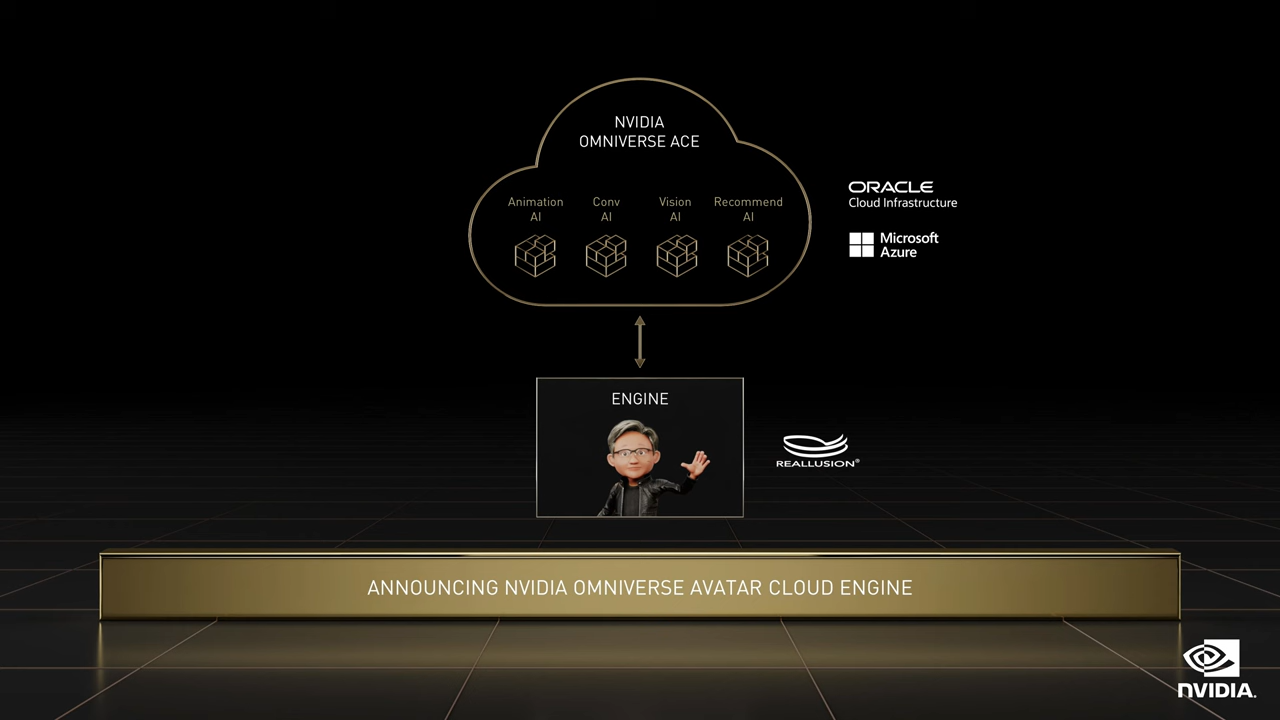 NVIDIA
OMNIVERSE ACE
Animation
AI
Conv
AI
Vision
AI
Recommend
AI
ORACLE
Cloud Infrastructure
Microsoft
Azure
ENGINE
REALLUSION®
ANNOUNCING NVIDIA OMNIVERSE AVATAR CLOUD ENGINE
NVIDIA.